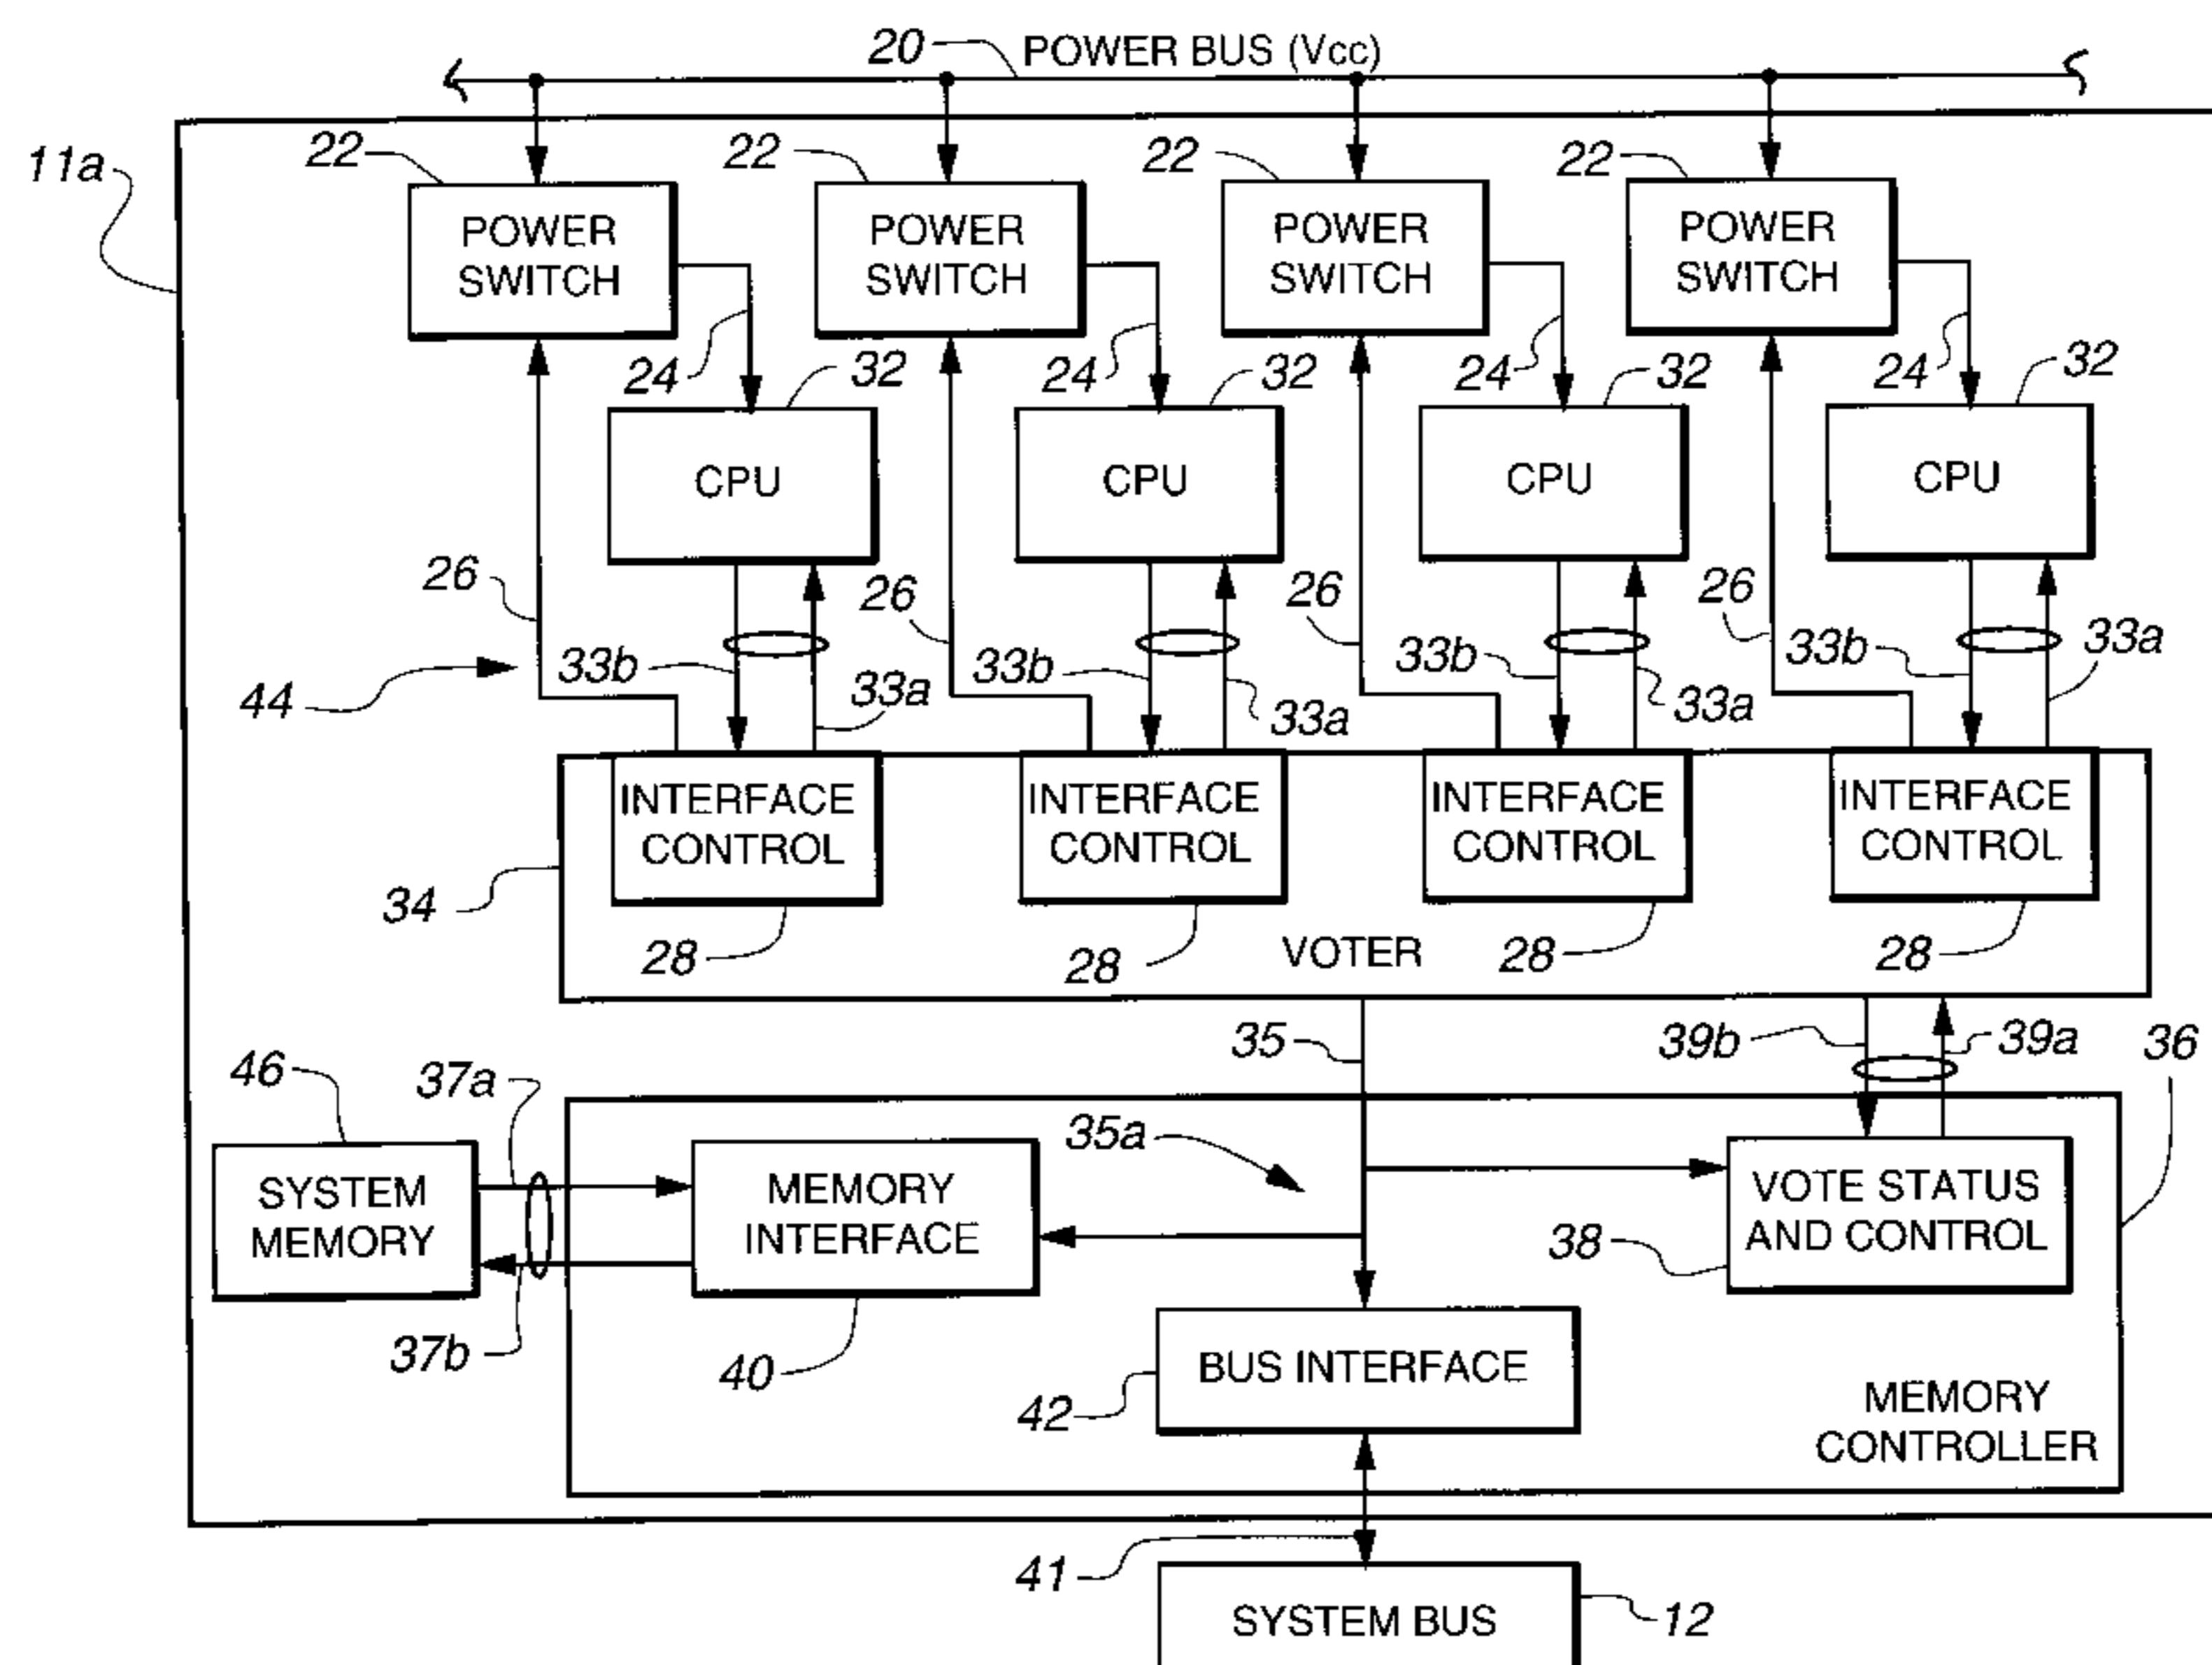 20 POWER BUS (Vcc)
11a 22 22 22 22
POWER POWER POWER POWER
SWITCH SWITCH SWITCH SWITCH
24 32 24 32 24 32 24 32
CPU CPU CPU CPU
26 26 26 26
33b 33b 33b 33b 33a
44 33a 33a 33a
INTERFACE INTERFACE INTERFACE INTERFACE
CONTROL CONTROL CONTROL CONTROL
34
28 28 VOTER 28 28
35 39b 39a 36
46 37a 35a
SYSTEM MEMORY VOTE STATUS
MEMORY INTERFACE 38 AND CONTROL
37b 40 BUS INTERFACE
42 MEMORY
CONTROLLER
41
SYSTEM BUS 12